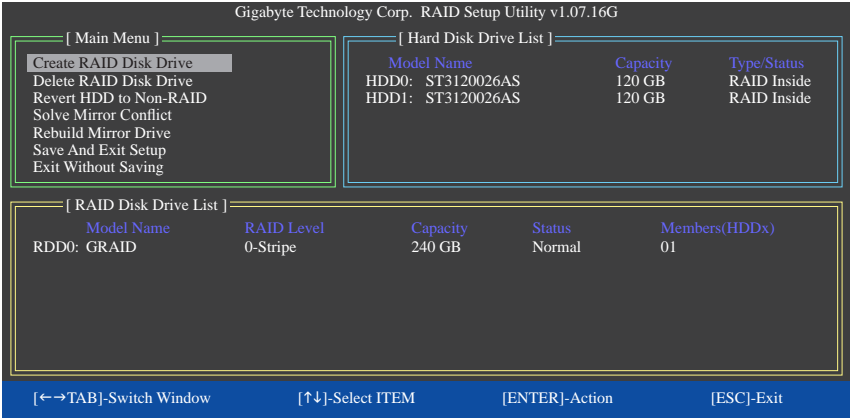 Gigabyte Technology Corp. RAID Setup Utility v1.07.16G
[ Main Menu ]
Create RAID Disk Drive
Delete RAID Disk Drive
Revert HDD to Non-RAID
Solve Mirror Conflict
Rebuild Mirror Drive
Save And Exit Setup
Exit Without Saving
[ Hard Disk Drive List ]
Model Name Capacity Type/Status
HDD0: ST3120026AS 120 GB RAID Inside
HDD1: ST3120026AS 120 GB RAID Inside
[ RAID Disk Drive List ]
Model Name RAID Level Capacity Status Members(HDDx)
RDD0: GRAID 0-Stripe 240 GB Normal 01
[←→TAB]-Switch Window [↑↓]-Select ITEM [ENTER]-Action [ESC]-Exit